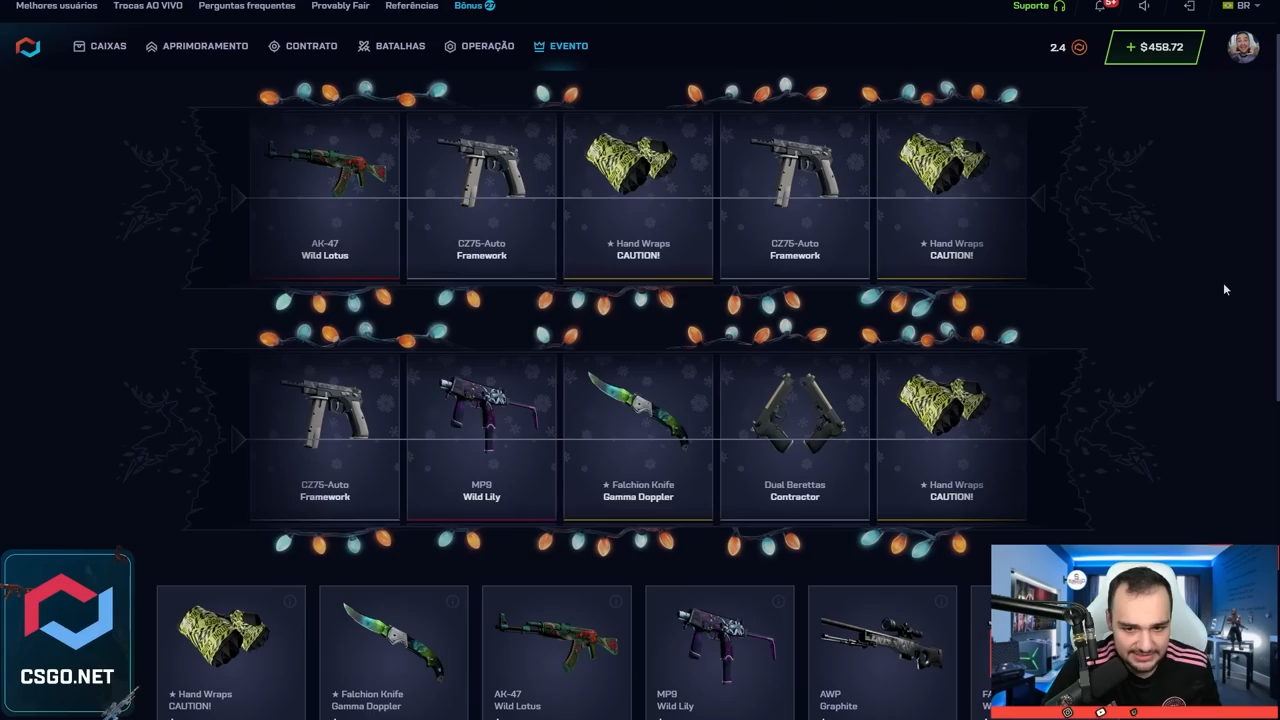 Melhores usuários Trocas AO VIVO Perguntas frequentes Provably Fair Referências Bônus 27 Suporte 5+ BR
CAIXAS APRIMORAMENTO CONTRATO BATALHAS OPERAÇÃO EVENTO 2.4 + $458.72
AK-47 CZ75-Auto ★ Hand Wraps CZ75-Auto ★ Hand Wraps
Wild Lotus Framework CAUTION! Framework CAUTION!
CZ75-Auto MP9 ★ Falchion Knife Dual Berettas ★ Hand Wraps
Framework Wild Lily Gamma Doppler Contractor CAUTION!
CSGO.NET
★ Hand Wraps ★ Falchion Knife AK-47 MP9 AWP
CAUTION! Gamma Doppler Wild Lotus Wild Lily Graphite